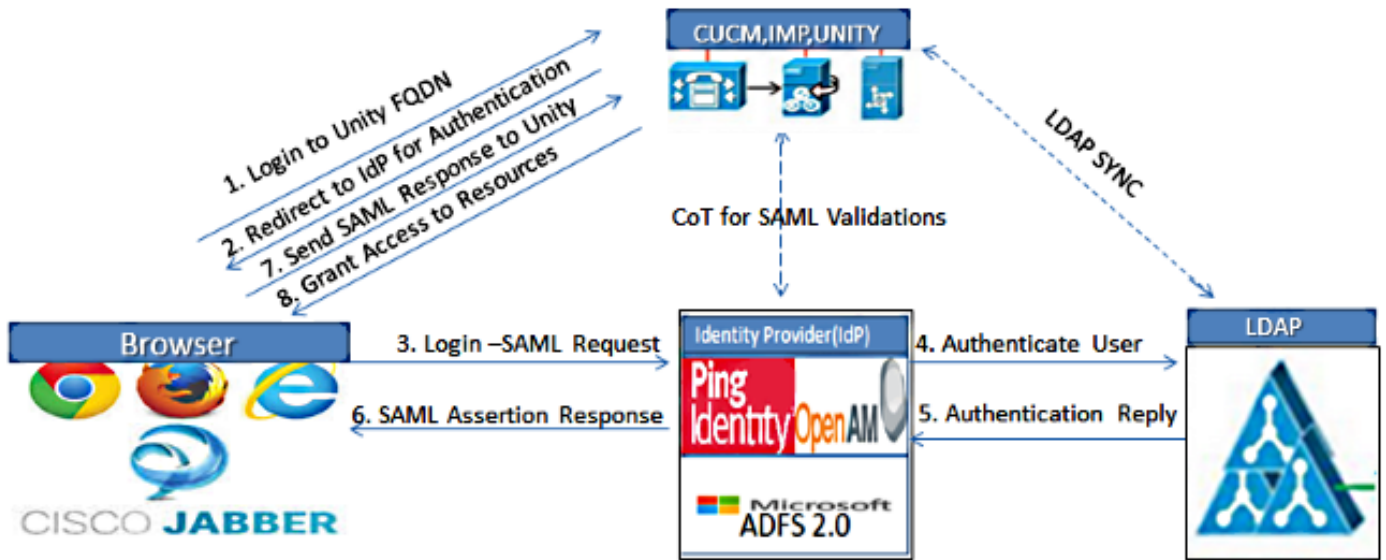 CUCM,IMP,UNITY
1. Login to Unity FQDN
2. Redirect to IdP for Authentication
7. Send SAML Response to Unity
8. Grant Access to Resources
LDAP SYNC
CoT for SAML Validations
Browser
3. Login –SAML Request
6. SAML Assertion Response
CISCO JABBER
Identity Provider(IdP)
Ping
Identity
OpenAM
Microsoft
ADFS 2.0
4. Authenticate User
5. Authentication Reply
LDAP